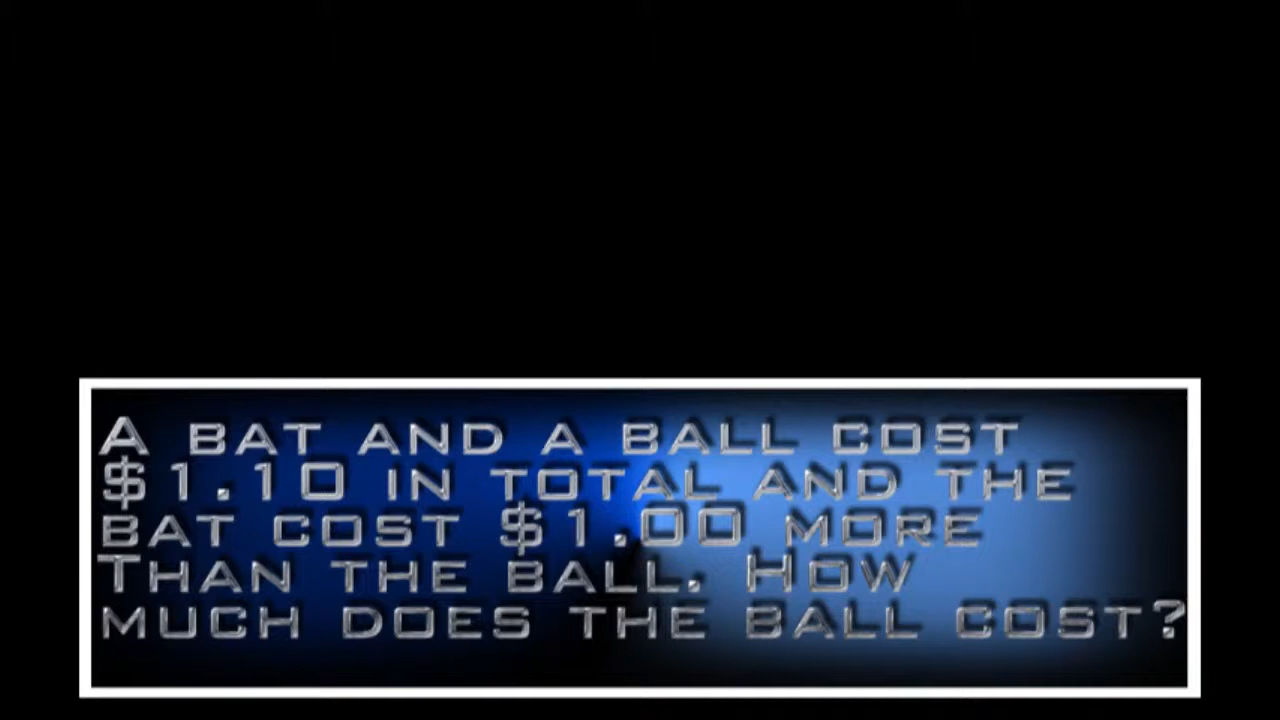 A BAT AND A BALL COST
$1.10 IN TOTAL AND THE
BAT COST $1.00 MORE
THAN THE BALL. HOW
MUCH DOES THE BALL COST?